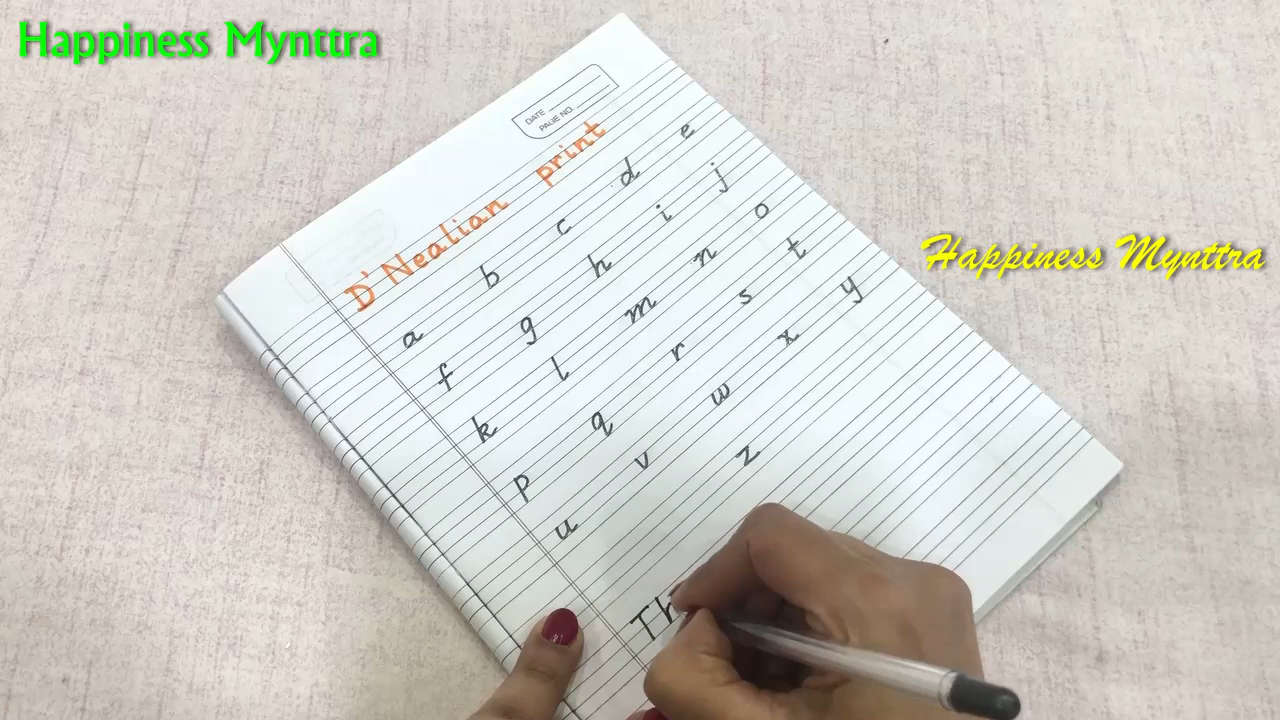 Happiness Mynttra
DATE
PAGE NO.
D'Nealian print
a b c d e
f g h i j
k l m n o
p q r s t
u v w x y
z
Th
Happiness Mynttra